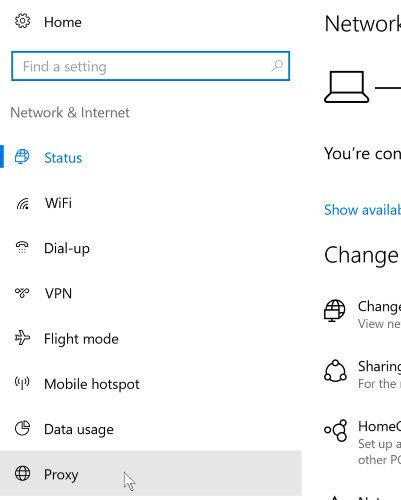 Home
Find a setting
Network & Internet
Status
WiFi
Dial-up
VPN
Flight mode
Mobile hotspot
Data usage
Proxy
Network
You're con
Show availab
Change
Change
View ne
Sharing
For the
HomeG
Set up a
other PC